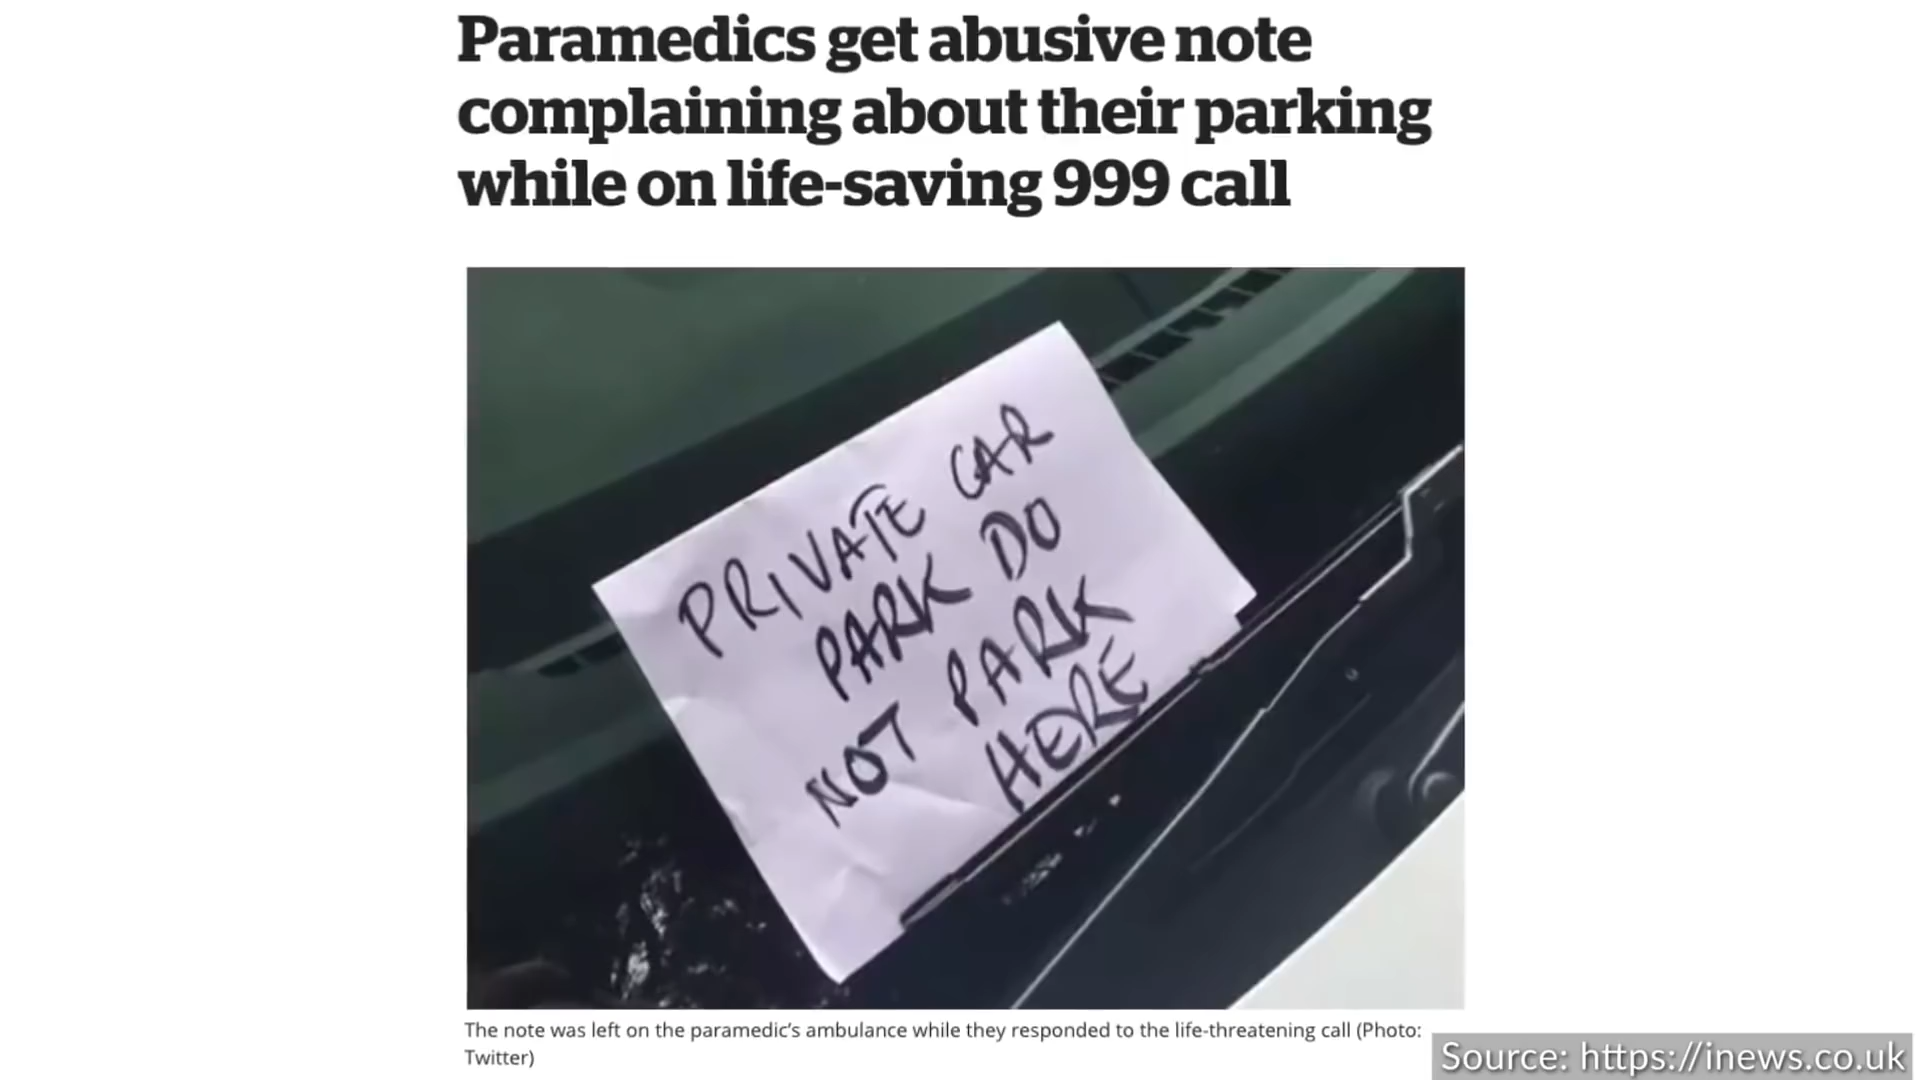 Paramedics get abusive note
complaining about their parking
while on life-saving 999 call
PRIVATE CAR
PARK DO
NOT PARK
HERE
The note was left on the paramedic's ambulance while they responded to the life-threatening call (Photo:
Twitter)
Source: https://inews.co.uk